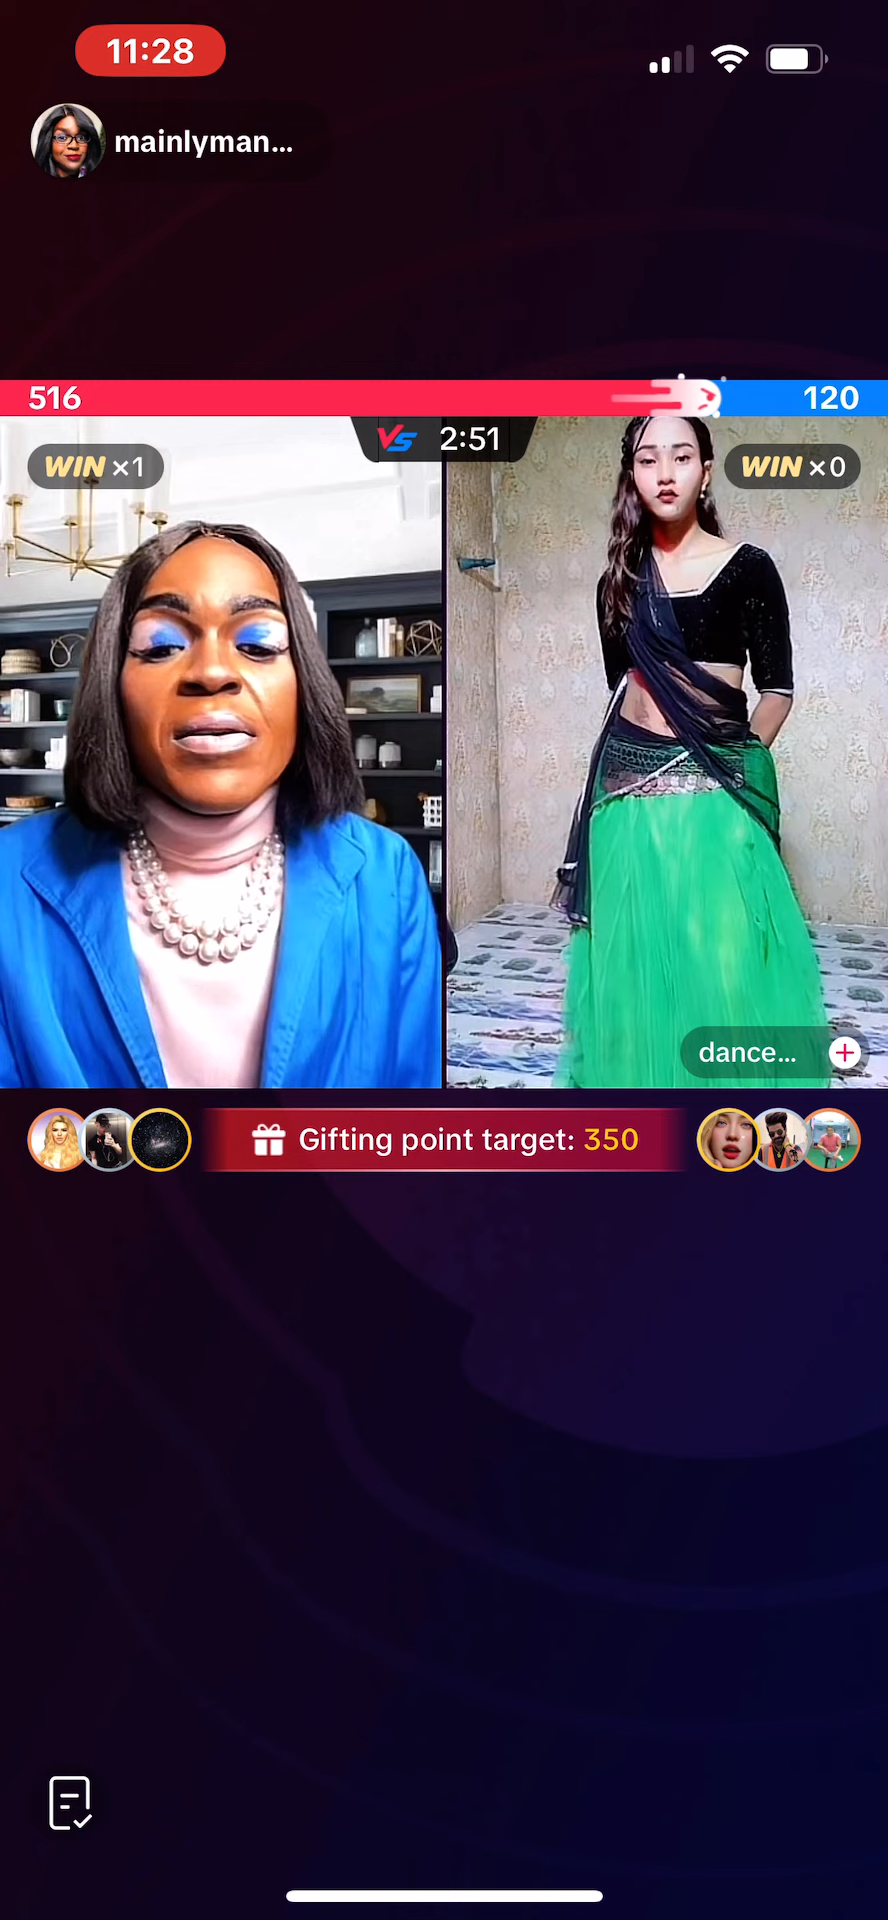 11:28
mainlyman...
516
120
VS 2:51
WIN ×1
WIN ×0
dance...
Gifting point target: 350